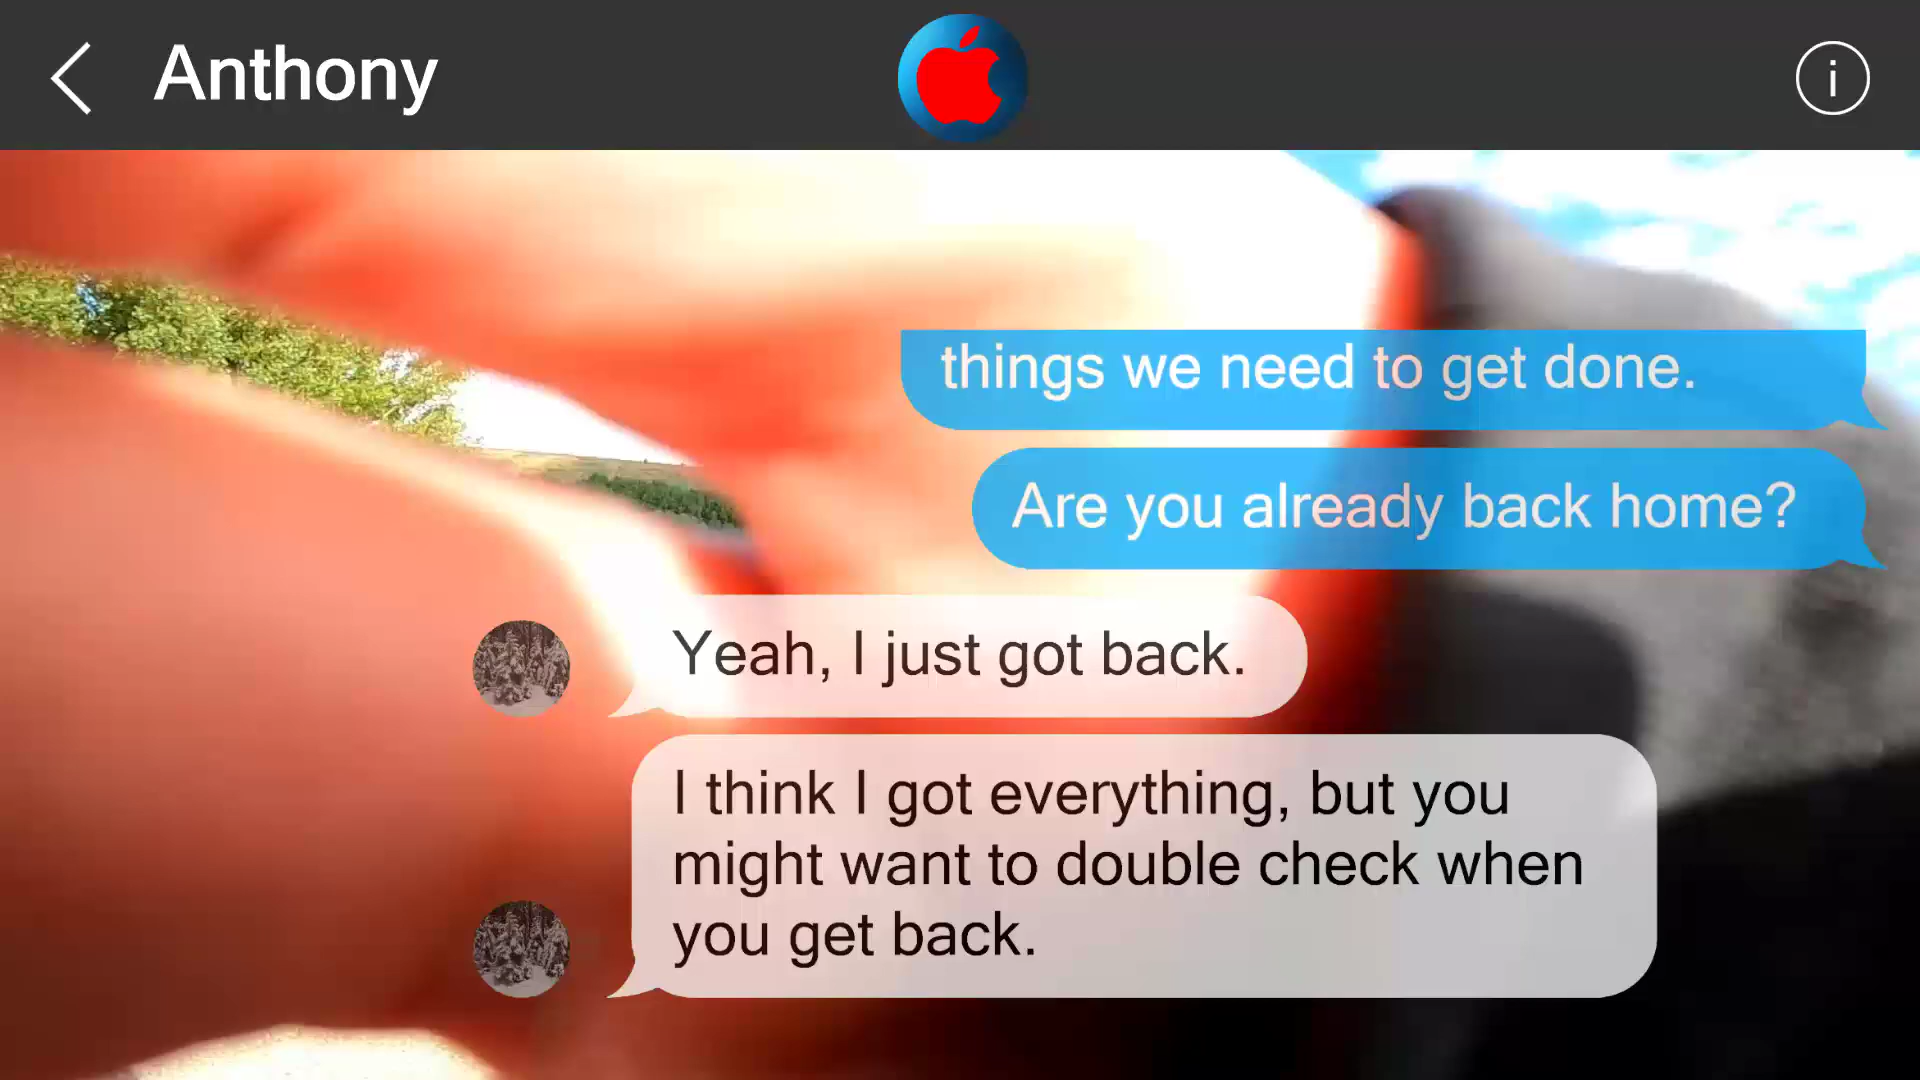 Anthony
i
things we need to get done.
Are you already back home?
Yeah, I just got back.
I think I got everything, but you
might want to double check when
you get back.